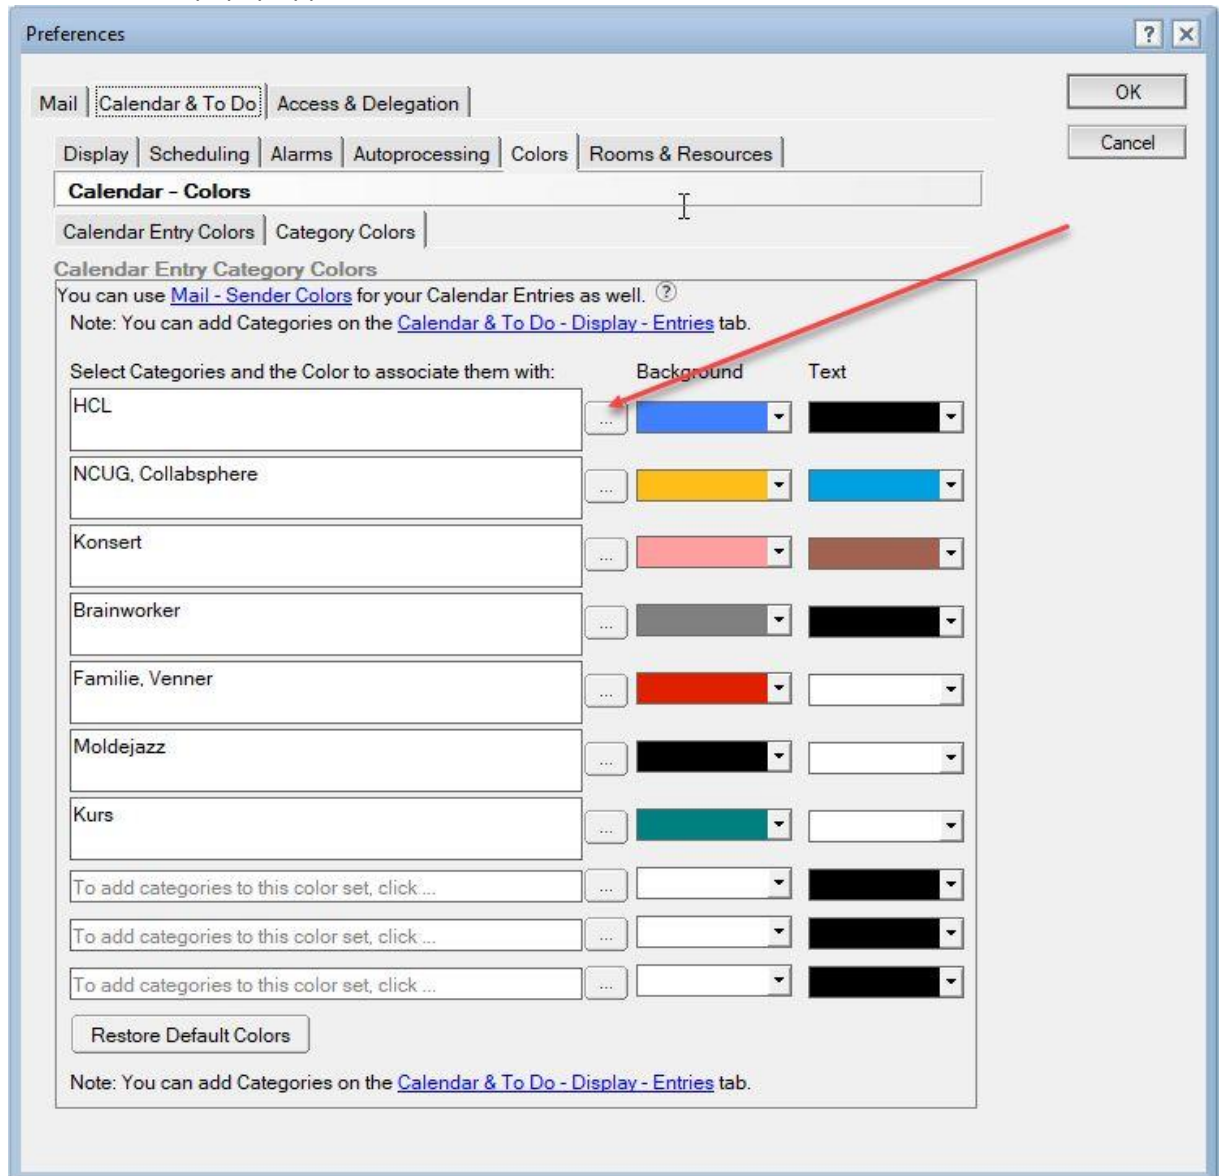 Preferences
? X
Mail Calendar & To Do Access & Delegation
OK
Display Scheduling Alarms Autoprocessing Colors Rooms & Resources
Cancel
Calendar - Colors
Calendar Entry Colors Category Colors
Calendar Entry Category Colors
You can use Mail - Sender Colors for your Calendar Entries as well. ?
Note: You can add Categories on the Calendar & To Do - Display - Entries tab.
Select Categories and the Color to associate them with: Background Text
HCL
...
NCUG, Collabsphere
...
Konsert
...
Brainworker
...
Familie, Venner
...
Moldejazz
...
Kurs
...
To add categories to this color set, click ... ...
To add categories to this color set, click ... ...
To add categories to this color set, click ... ...
Restore Default Colors
Note: You can add Categories on the Calendar & To Do - Display - Entries tab.